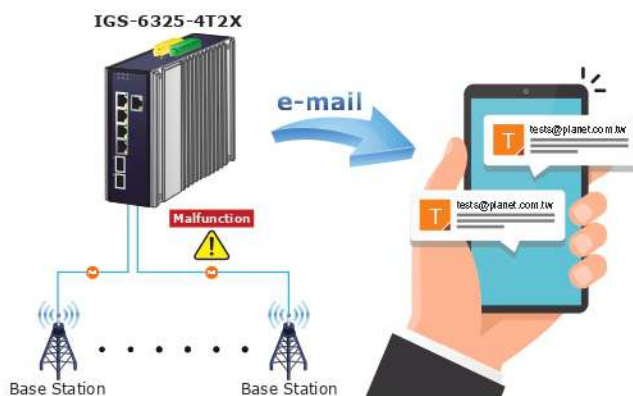 IGS-6325-4T2X
e-mail
T
tests@planet.com.tw
T
tests@planet.com.tw
Malfunction
!
Base Station
Base Station